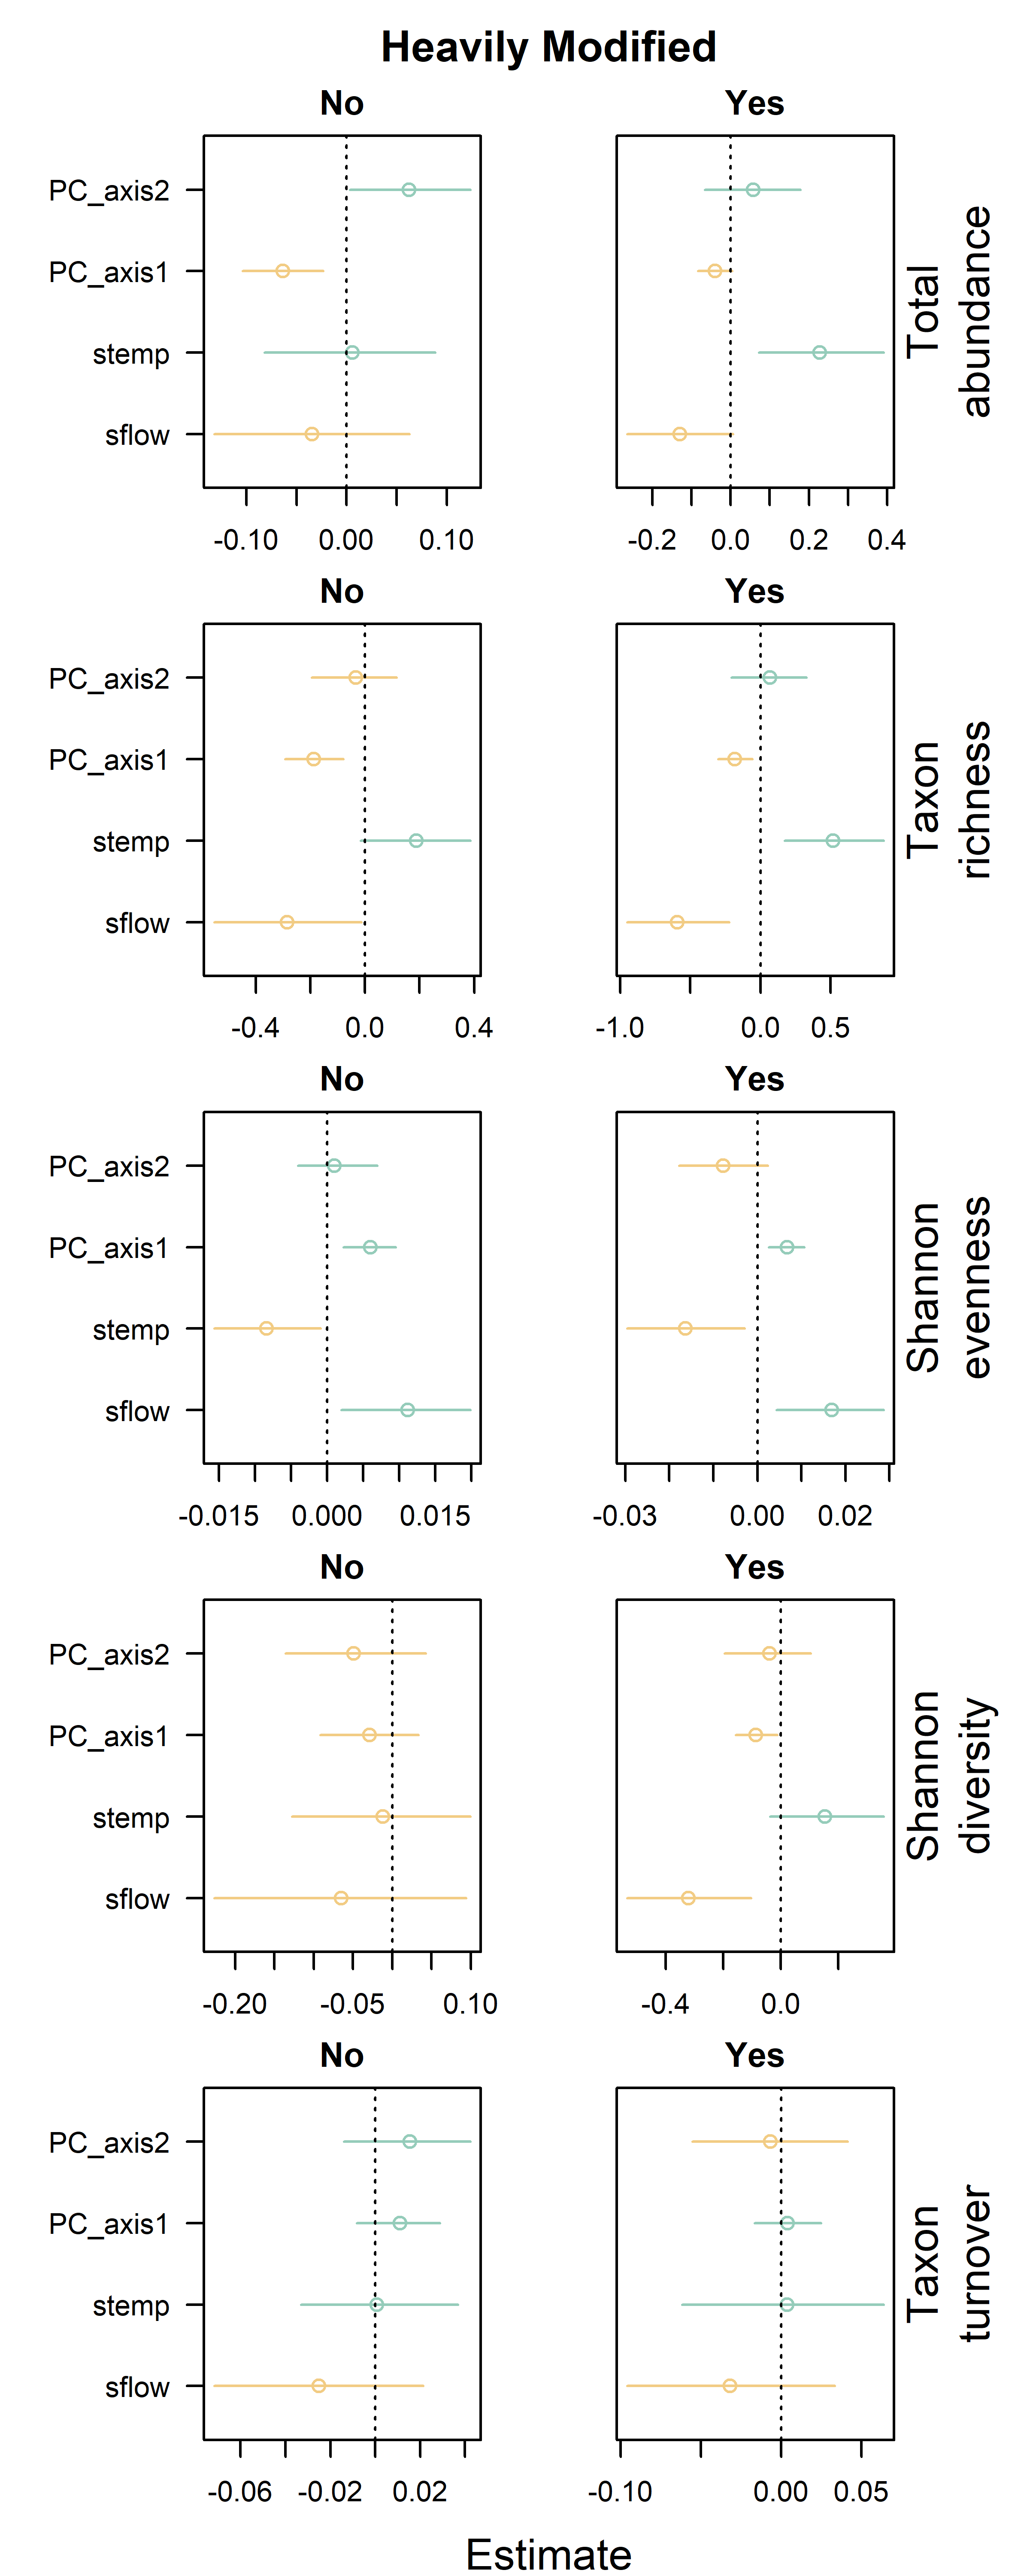 Heavily Modified
No Yes
PC_axis2
PC_axis1
stemp
sflow
Total
abundance
-0.10 0.00 0.10 -0.2 0.0 0.2 0.4
No Yes
PC_axis2
PC_axis1
stemp
sflow
Taxon
richness
-0.4 0.0 0.4 -1.0 0.0 0.5
No Yes
PC_axis2
PC_axis1
stemp
sflow
Shannon
evenness
-0.015 0.000 0.015 -0.03 0.00 0.02
No Yes
PC_axis2
PC_axis1
stemp
sflow
Shannon
diversity
-0.20 -0.05 0.10 -0.4 0.0
No Yes
PC_axis2
PC_axis1
stemp
sflow
Taxon
turnover
-0.06 -0.02 0.02 -0.10 0.00 0.05
Estimate